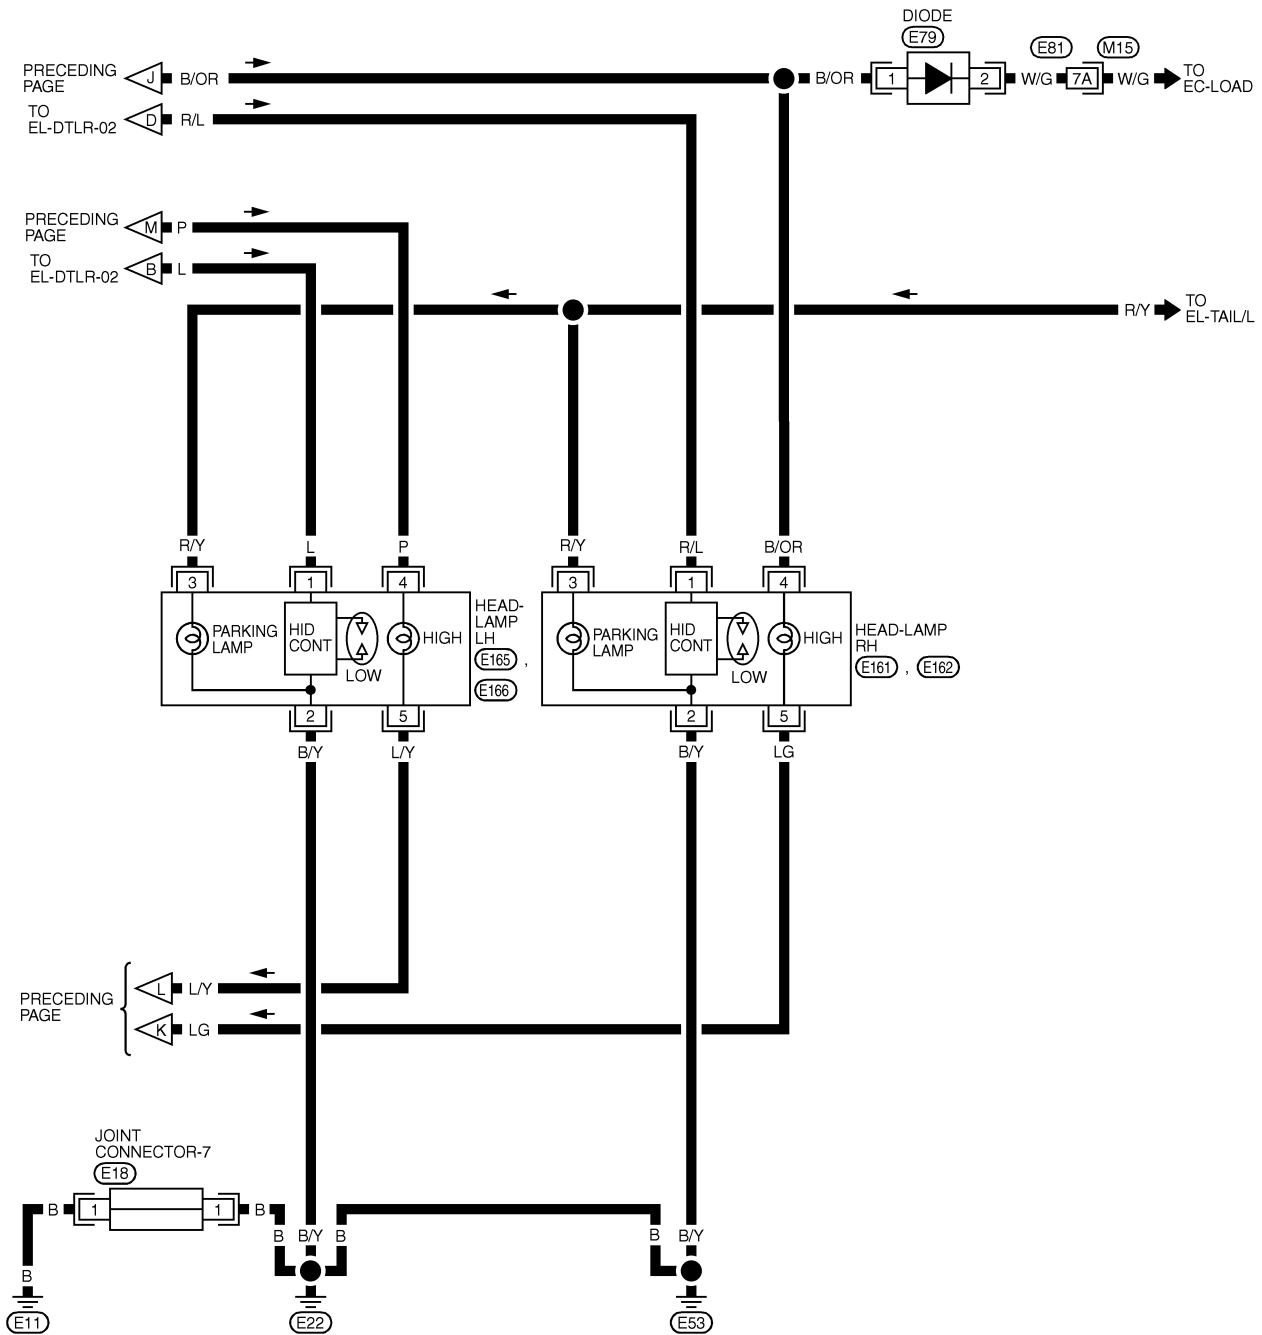 DIODE
E79
E81
M15
PRECEDING
PAGE
J
B/OR
B/OR
1
2
W/G
7A
W/G
TO
EC-LOAD
TO
EL-DTLR-02
D
R/L
PRECEDING
PAGE
M
P
TO
EL-DTLR-02
B
L
R/Y
TO
EL-TAIL/L
R/Y
L
P
R/Y
R/L
B/OR
3
1
4
3
1
4
PARKING
LAMP
HID
CONT
LOW
HIGH
HEAD-
LAMP
LH
E165 ,
E166
PARKING
LAMP
HID
CONT
LOW
HIGH
HEAD-LAMP
RH
E161 , E162
2
5
2
5
B/Y
L/Y
B/Y
LG
PRECEDING
PAGE
L
L/Y
K
LG
JOINT
CONNECTOR-7
E18
B
1
1
B
B
B/Y
B
B
B/Y
B
E11
E22
E53